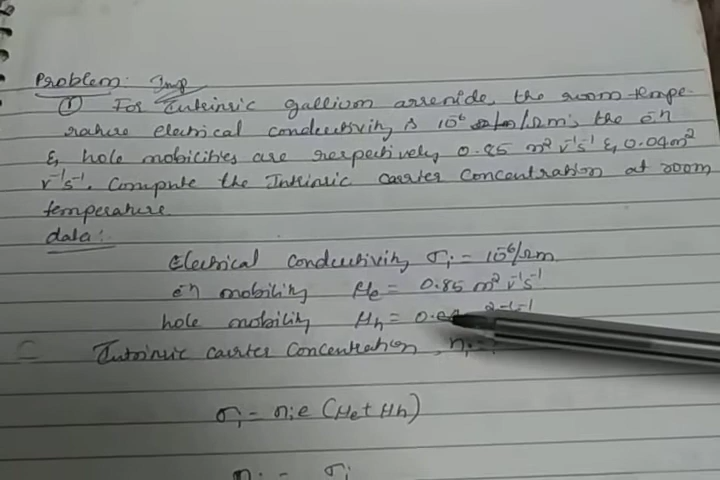 Problem: Imp
① For Intrinsic gallium arsenide, the room tempe-
rature electrical conductivity is 10⁻⁶ /Ωm, the en
& hole mobilities are respectively 0.85 m² v⁻¹s⁻¹ & 0.04 m²
v⁻¹s⁻¹. Compute the Intrinsic carrier concentration at room
temperature.
data:-
Electrical conductivity σi = 10⁻⁶/Ωm
en mobility μe = 0.85 m² v⁻¹s⁻¹
hole mobility μh =
Intrinsic carrier concentration, ni =
σi = ni e (μe + μh)
ni = σi